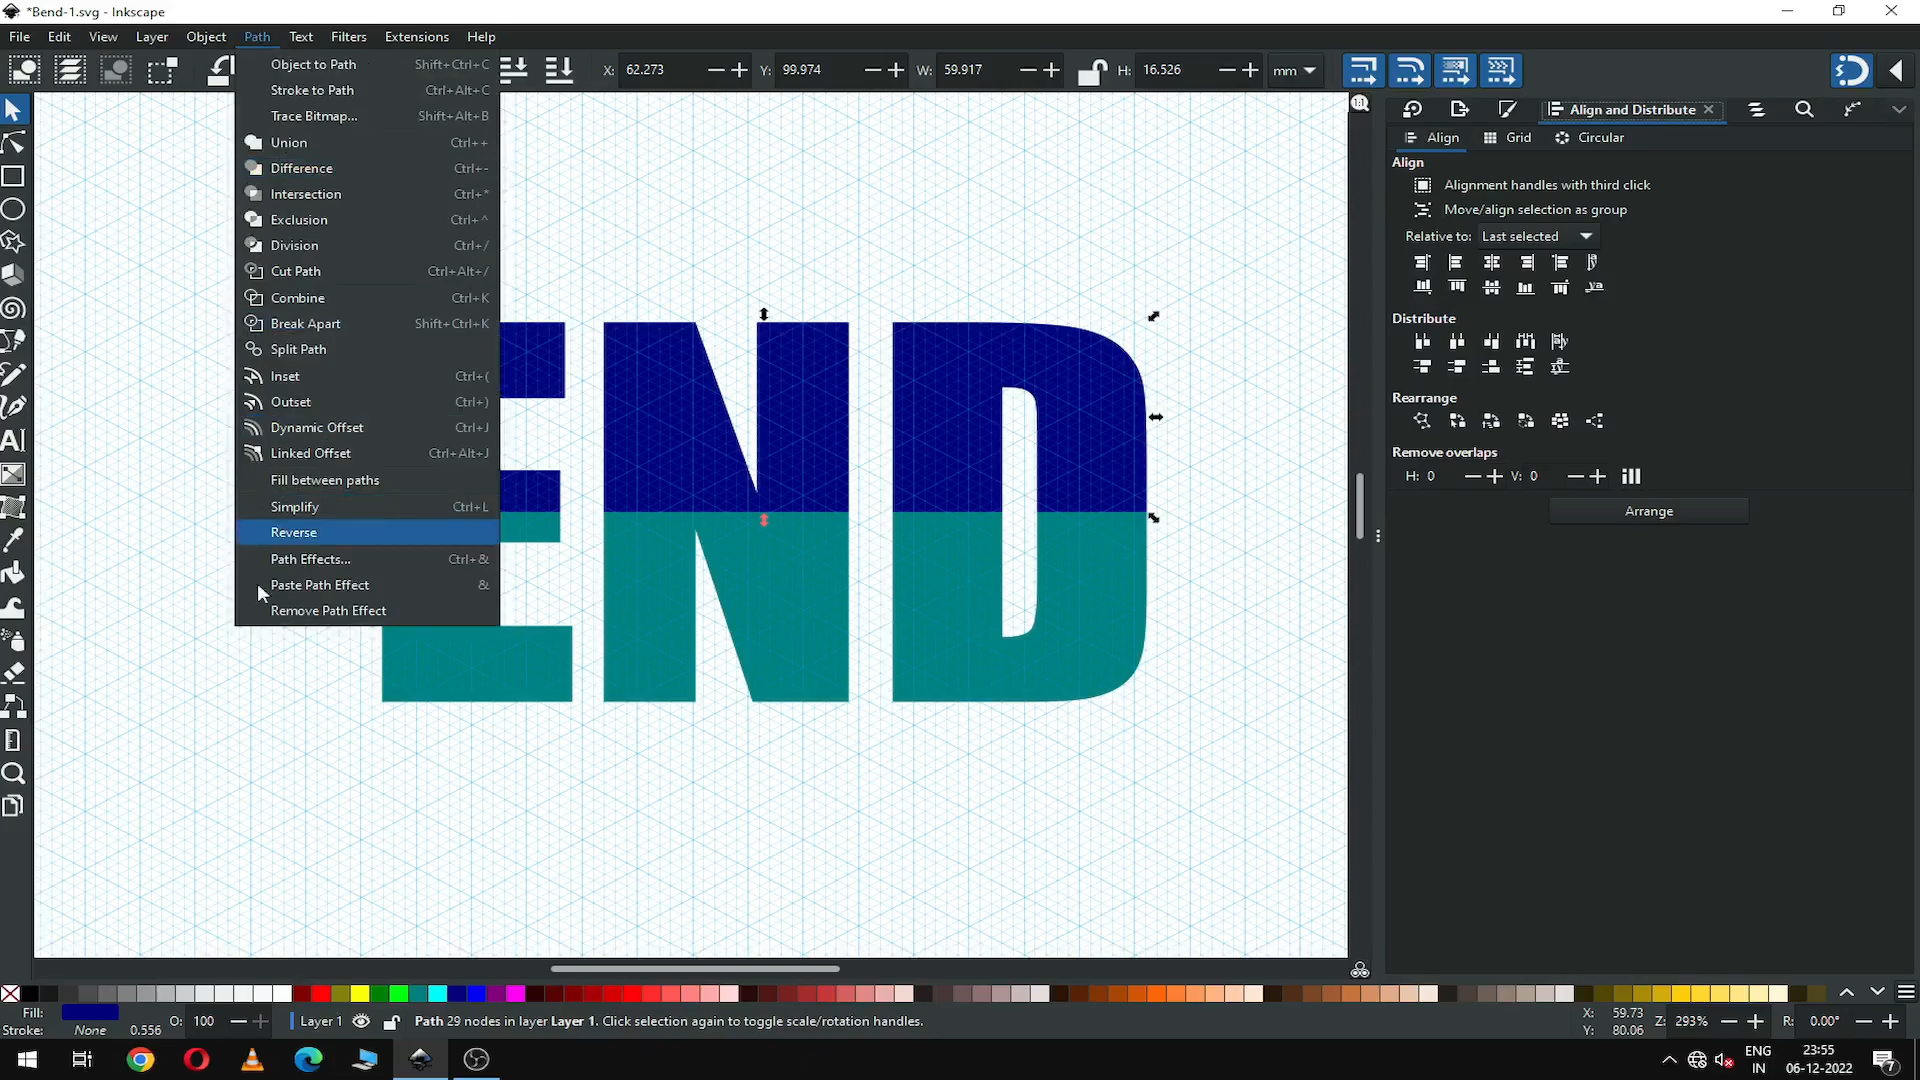 *Bend-1.svg - Inkscape
File Edit View Layer Object Path Text Filters Extensions Help
X: 62.273 Y: 99.974 W: 59.917 H: 16.526 mm
Object to Path Shift+Ctrl+C
Stroke to Path Ctrl+Alt+C
Trace Bitmap... Shift+Alt+B
Union Ctrl++
Difference Ctrl+-
Intersection Ctrl+*
Exclusion Ctrl+^
Division Ctrl+/
Cut Path Ctrl+Alt+/
Combine Ctrl+K
Break Apart Shift+Ctrl+K
Split Path
Inset Ctrl+(
Outset Ctrl+)
Dynamic Offset Ctrl+J
Linked Offset Ctrl+Alt+J
Fill between paths
Simplify Ctrl+L
Reverse
Path Effects... Ctrl+&
Paste Path Effect &
Remove Path Effect
END
Align and Distribute
Align Grid Circular
Align
Alignment handles with third click
Move/align selection as group
Relative to: Last selected
Distribute
Rearrange
Remove overlaps
H: 0 V: 0
Arrange
Fill:
Stroke: None 0.556 O: 100 Layer 1 Path 29 nodes in layer Layer 1. Click selection again to toggle scale/rotation handles.
X: 59.73
Y: 80.06
Z: 293% R: 0.00°
ENG
IN
23:55
06-12-2022
7